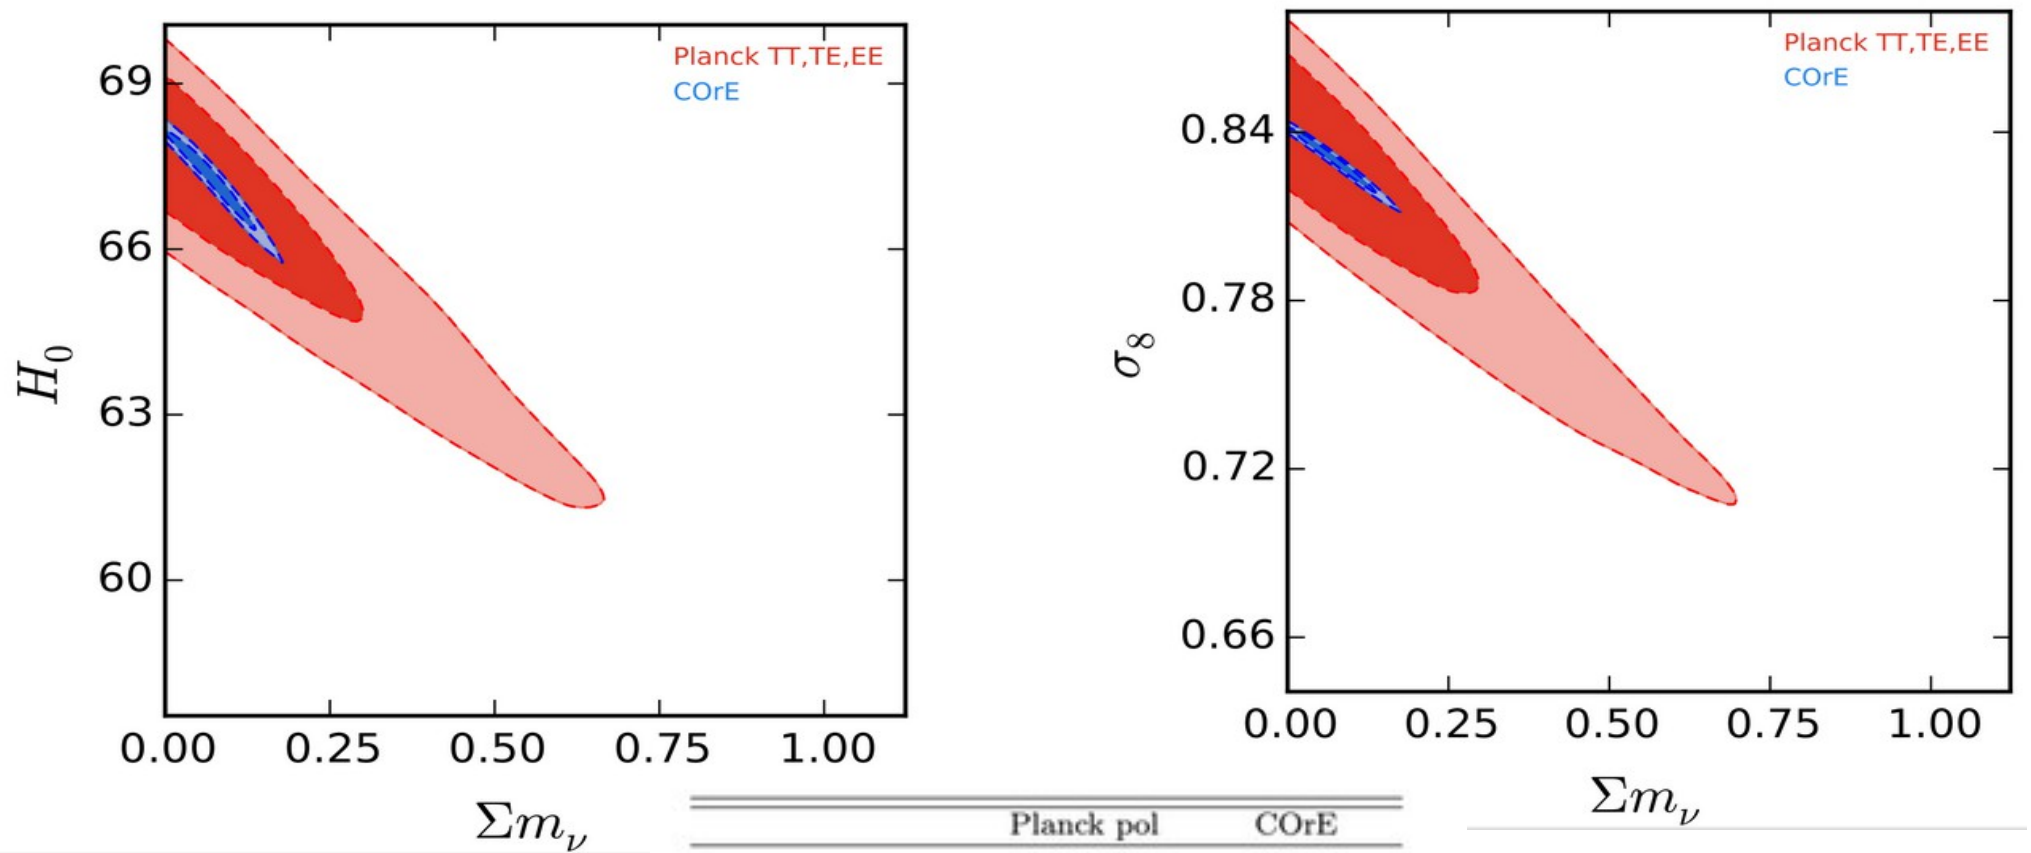 Planck TT,TE,EE
COrE
69
66
63
60
H₀
0.00 0.25 0.50 0.75 1.00
Σmᵥ
Planck TT,TE,EE
COrE
0.84
0.78
0.72
0.66
σ₈
0.00 0.25 0.50 0.75 1.00
Σmᵥ
Planck pol COrE